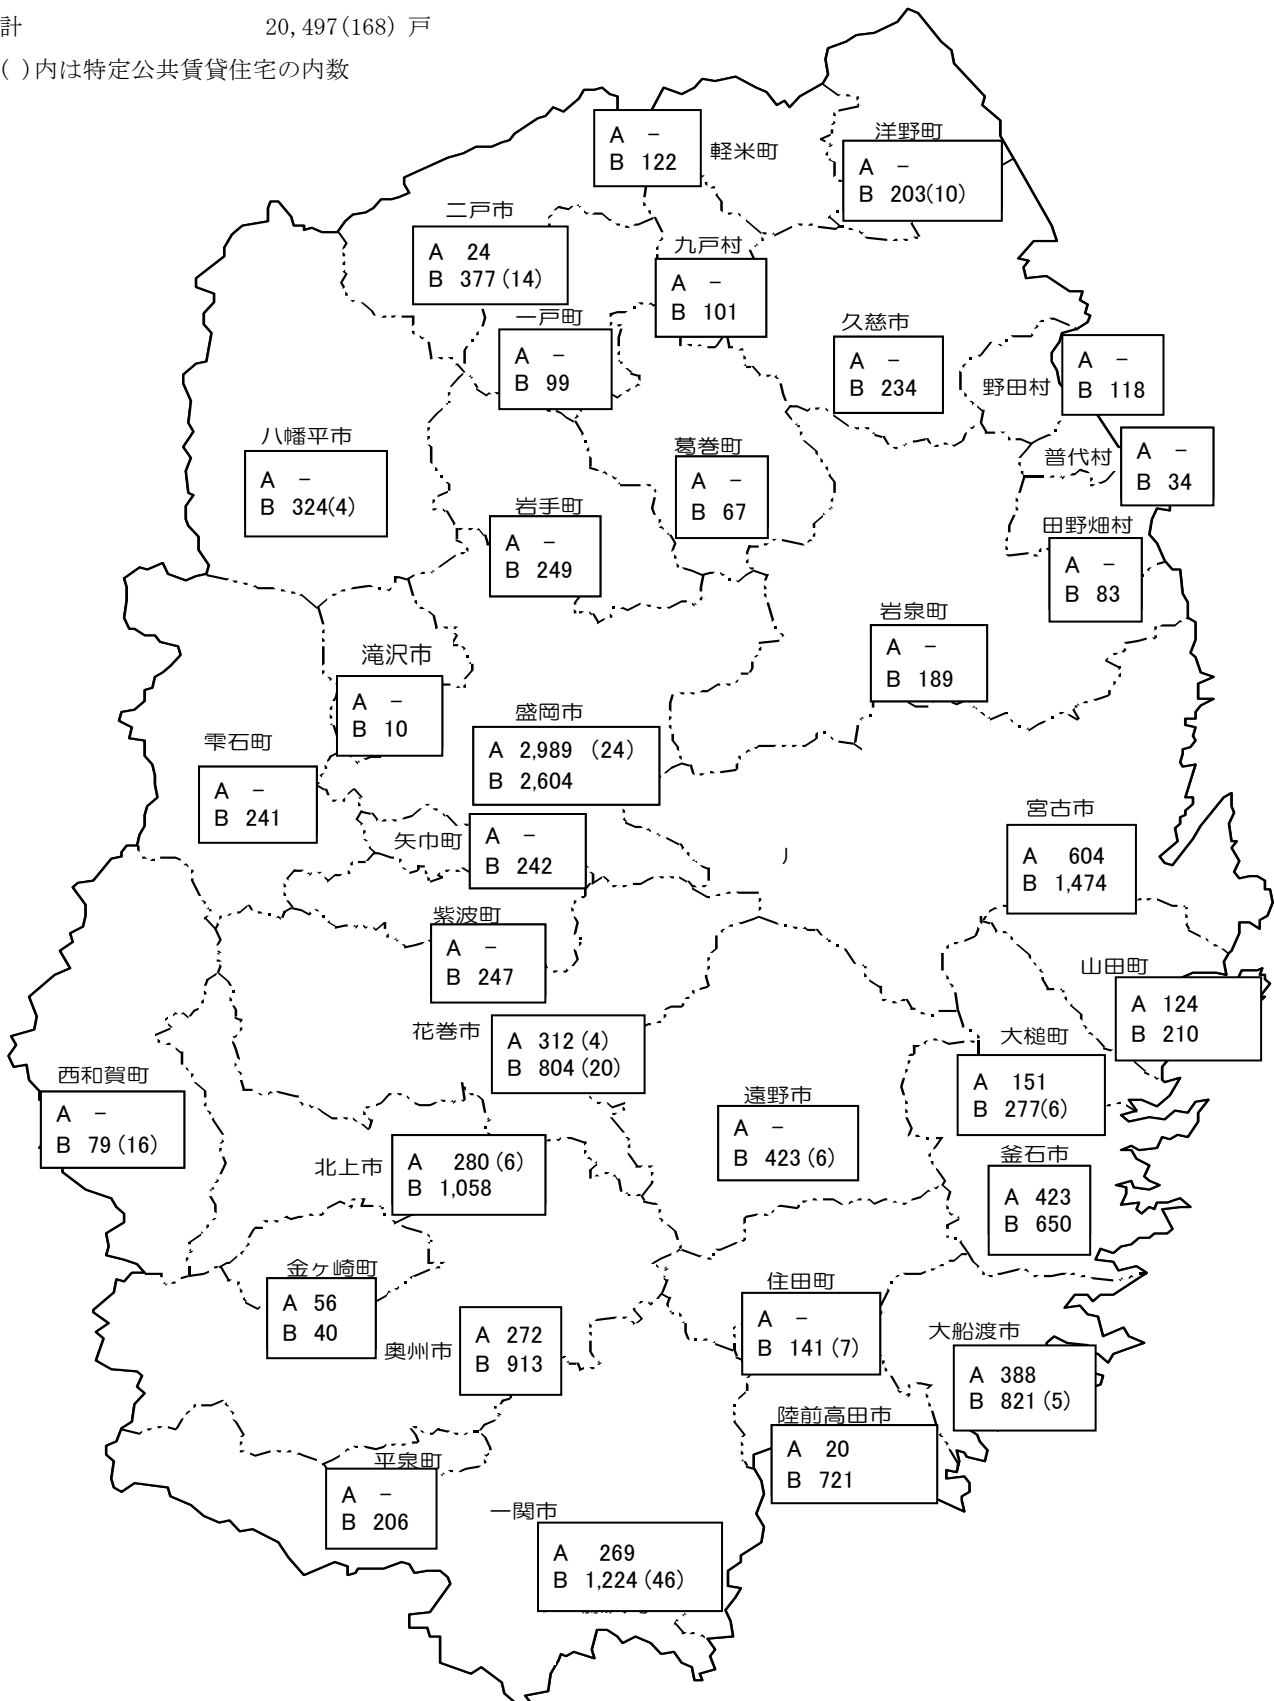 計 20,497(168) 戸
( )内は特定公共賃貸住宅の内数
軽米町
A －
B 122
洋野町
A －
B 203(10)
二戸市
A 24
B 377(14)
九戸村
A －
B 101
一戸町
A －
B 99
久慈市
A －
B 234
野田村
A －
B 118
八幡平市
A －
B 324(4)
葛巻町
A －
B 67
普代村
A －
B 34
岩手町
A －
B 249
田野畑村
A －
B 83
岩泉町
A －
B 189
滝沢市
A －
B 10
盛岡市
A 2,989 (24)
B 2,604
雫石町
A －
B 241
矢巾町
A －
B 242
宮古市
A 604
B 1,474
紫波町
A －
B 247
山田町
A 124
B 210
花巻市
A 312(4)
B 804(20)
大槌町
A 151
B 277(6)
西和賀町
A －
B 79(16)
遠野市
A －
B 423(6)
北上市
A 280(6)
B 1,058
釜石市
A 423
B 650
金ヶ崎町
A 56
B 40
住田町
A －
B 141(7)
奥州市
A 272
B 913
大船渡市
A 388
B 821(5)
陸前高田市
A 20
B 721
平泉町
A －
B 206
一関市
A 269
B 1,224(46)